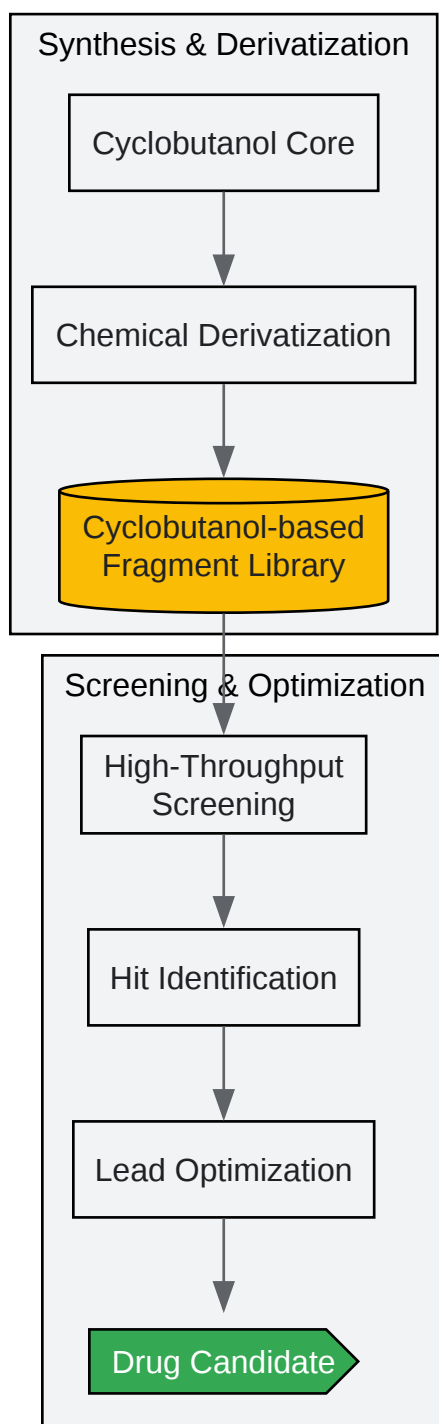 Synthesis & Derivatization
Cyclobutanol Core
Chemical Derivatization
Cyclobutanol-based
Fragment Library
Screening & Optimization
High-Throughput
Screening
Hit Identification
Lead Optimization
Drug Candidate